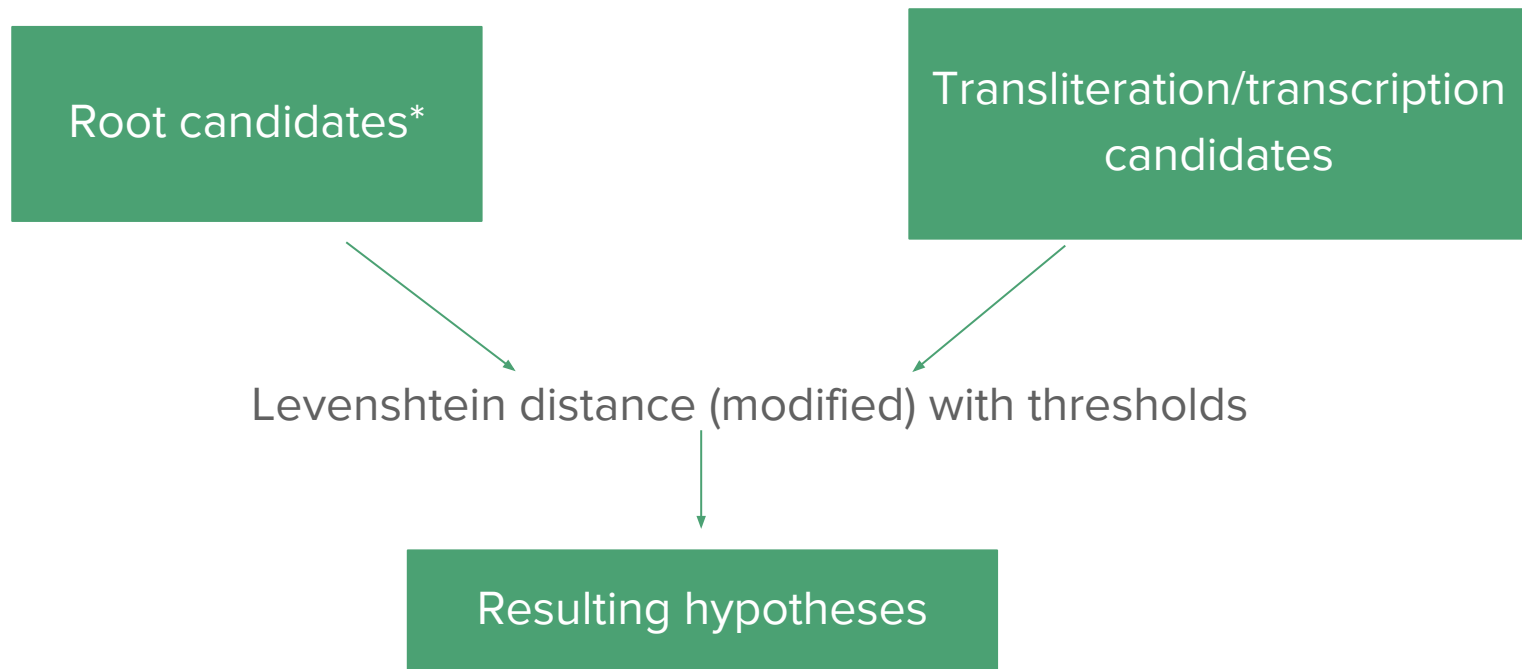 Root candidates*
Transliteration/transcription
candidates
Levenshtein distance (modified) with thresholds
Resulting hypotheses